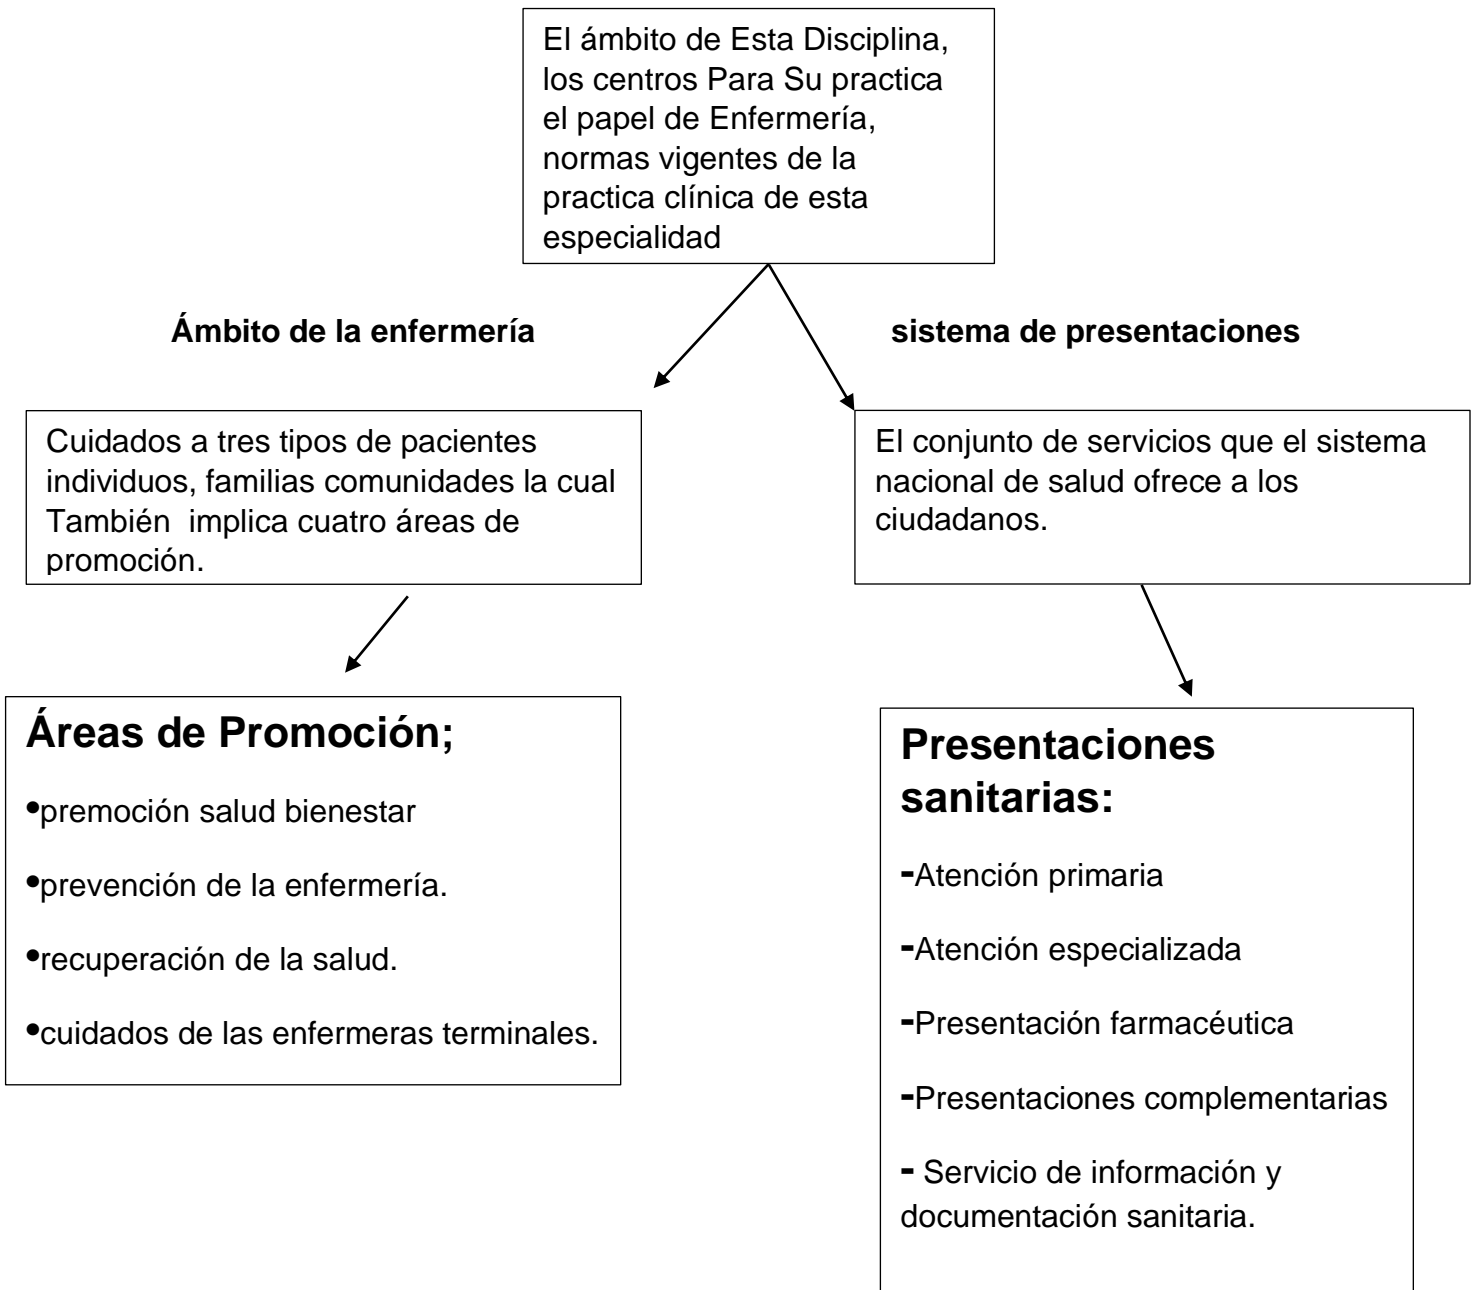 El ámbito de Esta Disciplina,
los centros Para Su practica
el papel de Enfermería,
normas vigentes de la
practica clínica de esta
especialidad
Ámbito de la enfermería
sistema de presentaciones
Cuidados a tres tipos de pacientes
individuos, familias comunidades la cual
También  implica cuatro áreas de
promoción.
El conjunto de servicios que el sistema
nacional de salud ofrece a los
ciudadanos.
Áreas de Promoción;
•premoción salud bienestar
•prevención de la enfermería.
•recuperación de la salud.
•cuidados de las enfermeras terminales.
Presentaciones
sanitarias:
-Atención primaria
-Atención especializada
-Presentación farmacéutica
-Presentaciones complementarias
- Servicio de información y
documentación sanitaria.